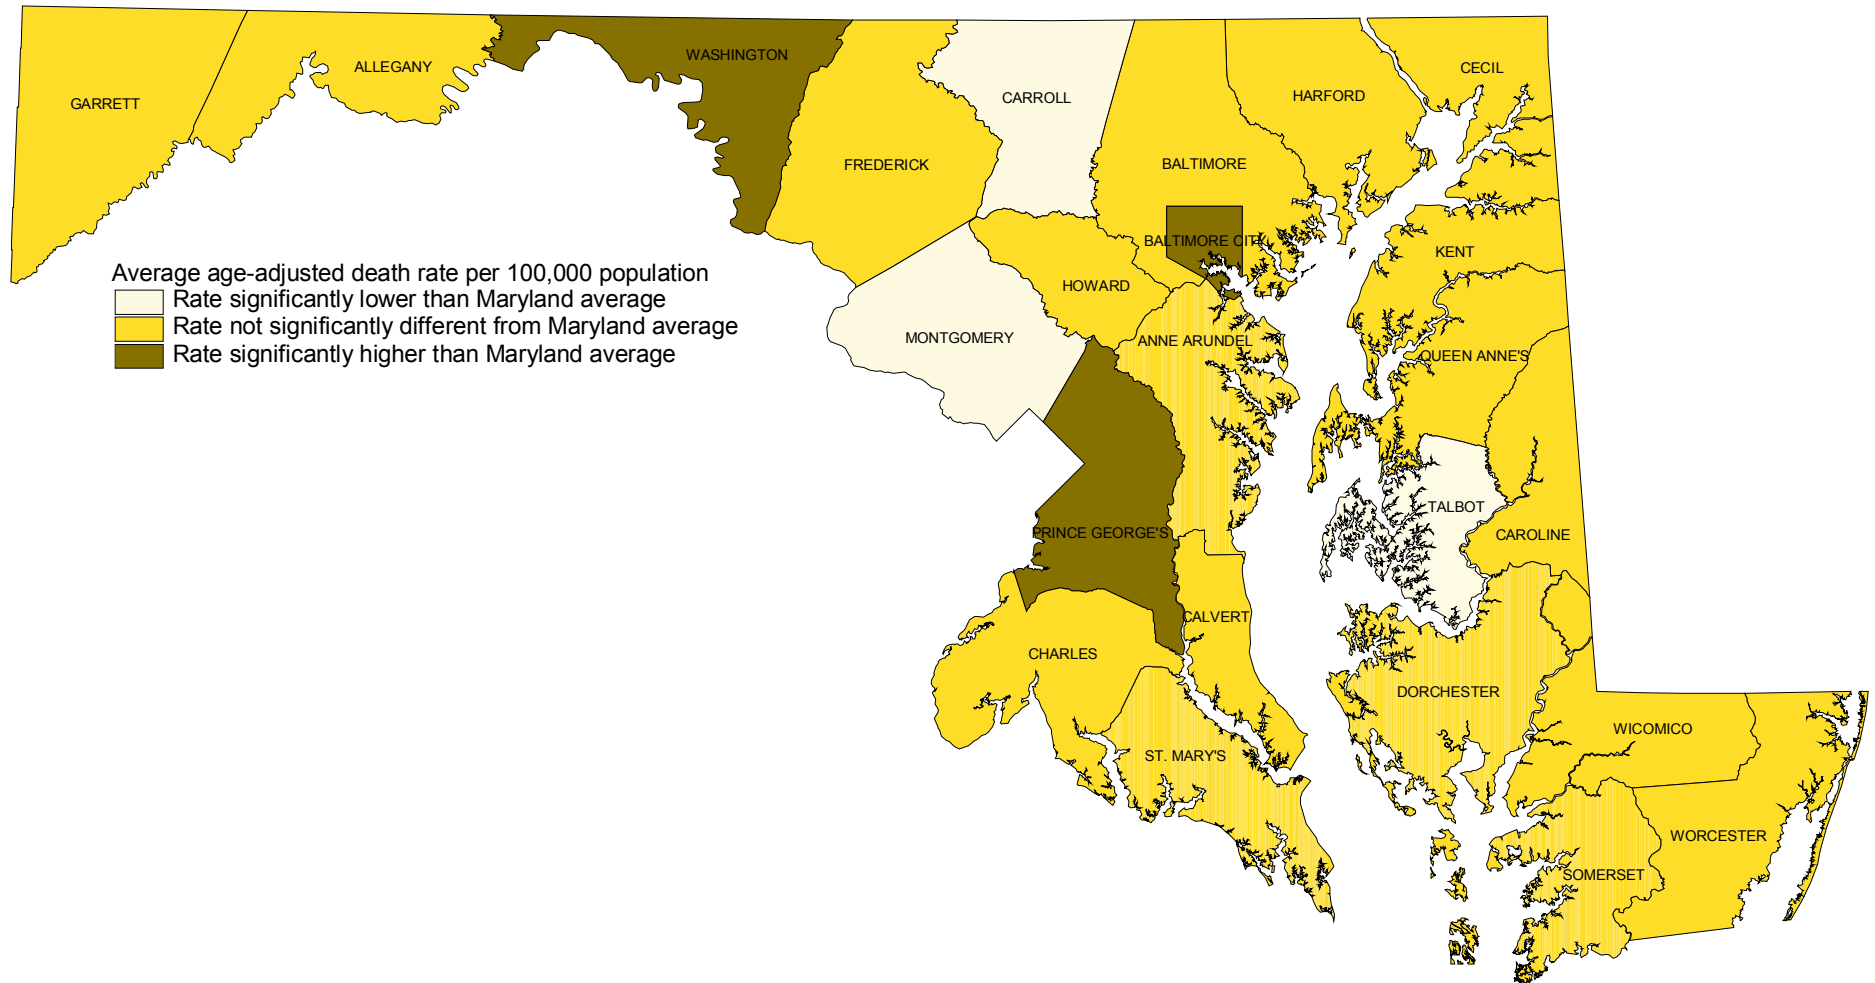 WASHINGTON
ALLEGANY
GARRETT
CARROLL
CECIL
HARFORD
FREDERICK
BALTIMORE
BALTIMORE CITY
KENT
Average age-adjusted death rate per 100,000 population
Rate significantly lower than Maryland average
Rate not significantly different from Maryland average
Rate significantly higher than Maryland average
HOWARD
MONTGOMERY
ANNE ARUNDEL
QUEEN ANNE'S
TALBOT
PRINCE GEORGE'S
CAROLINE
CALVERT
CHARLES
DORCHESTER
WICOMICO
ST. MARY'S
WORCESTER
SOMERSET